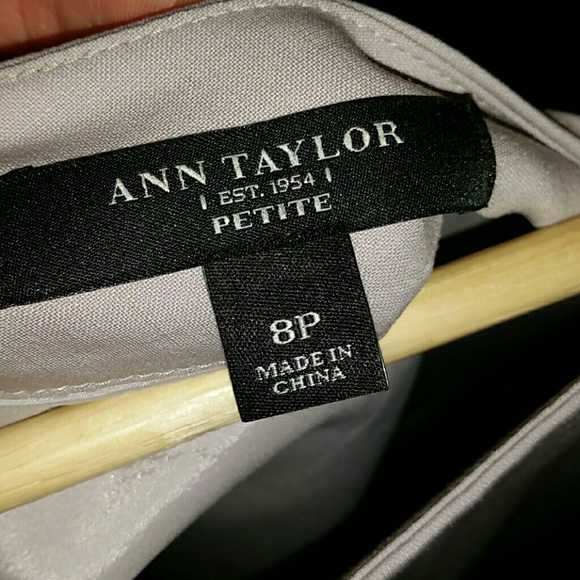 ANN TAYLOR
EST. 1954
PETITE
8P
MADE IN
CHINA